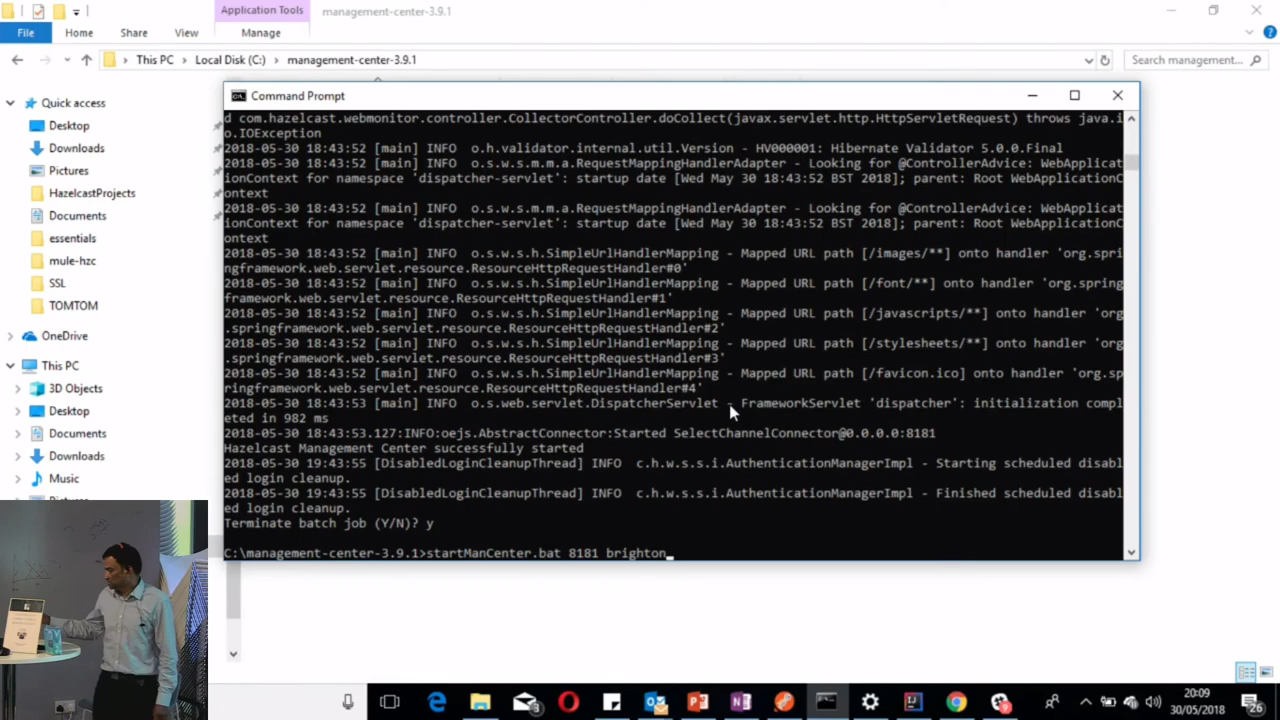 Application Tools
management-center-3.9.1
File
Home
Share
View
Manage
This PC
Local Disk (C:)
management-center-3.9.1
Search management...
Quick access
Desktop
Downloads
Pictures
HazelcastProjects
Documents
essentials
mule-hzc
SSL
TOMTOM
OneDrive
This PC
3D Objects
Desktop
Documents
Downloads
Music
Command Prompt
d com.hazelcast.webmonitor.controller.CollectorController.doCollect(javax.servlet.http.HttpServletRequest) throws java.i
o.IOException
2018-05-30 18:43:52 [main] INFO  o.h.validator.internal.util.Version - HV000001: Hibernate Validator 5.0.0.Final
2018-05-30 18:43:52 [main] INFO  o.s.w.s.m.m.a.RequestMappingHandlerAdapter - Looking for @ControllerAdvice: WebApplicat
ionContext for namespace 'dispatcher-servlet': startup date [Wed May 30 18:43:52 BST 2018]; parent: Root WebApplicationC
ontext
2018-05-30 18:43:52 [main] INFO  o.s.w.s.m.m.a.RequestMappingHandlerAdapter - Looking for @ControllerAdvice: WebApplicat
ionContext for namespace 'dispatcher-servlet': startup date [Wed May 30 18:43:52 BST 2018]; parent: Root WebApplicationC
ontext
2018-05-30 18:43:52 [main] INFO  o.s.w.s.h.SimpleUrlHandlerMapping - Mapped URL path [/images/**] onto handler 'org.spri
ngframework.web.servlet.resource.ResourceHttpRequestHandler#0'
2018-05-30 18:43:52 [main] INFO  o.s.w.s.h.SimpleUrlHandlerMapping - Mapped URL path [/font/**] onto handler 'org.spring
framework.web.servlet.resource.ResourceHttpRequestHandler#1'
2018-05-30 18:43:52 [main] INFO  o.s.w.s.h.SimpleUrlHandlerMapping - Mapped URL path [/javascripts/**] onto handler 'org
.springframework.web.servlet.resource.ResourceHttpRequestHandler#2'
2018-05-30 18:43:52 [main] INFO  o.s.w.s.h.SimpleUrlHandlerMapping - Mapped URL path [/stylesheets/**] onto handler 'org
.springframework.web.servlet.resource.ResourceHttpRequestHandler#3'
2018-05-30 18:43:52 [main] INFO  o.s.w.s.h.SimpleUrlHandlerMapping - Mapped URL path [/favicon.ico] onto handler 'org.sp
ringframework.web.servlet.resource.ResourceHttpRequestHandler#4'
2018-05-30 18:43:53 [main] INFO  o.s.web.servlet.DispatcherServlet - FrameworkServlet 'dispatcher': initialization compl
eted in 982 ms
2018-05-30 18:43:53.127:INFO:oejs.AbstractConnector:Started SelectChannelConnector@0.0.0.0:8181
Hazelcast Management Center successfully started
2018-05-30 19:43:55 [DisabledLoginCleanupThread] INFO  c.h.w.s.s.i.AuthenticationManagerImpl - Starting scheduled disabl
ed login cleanup.
2018-05-30 19:43:55 [DisabledLoginCleanupThread] INFO  c.h.w.s.s.i.AuthenticationManagerImpl - Finished scheduled disabl
ed login cleanup.
Terminate batch job (Y/N)? y
C:\management-center-3.9.1>startManCenter.bat 8181 brighton_
20:09
30/05/2018
26